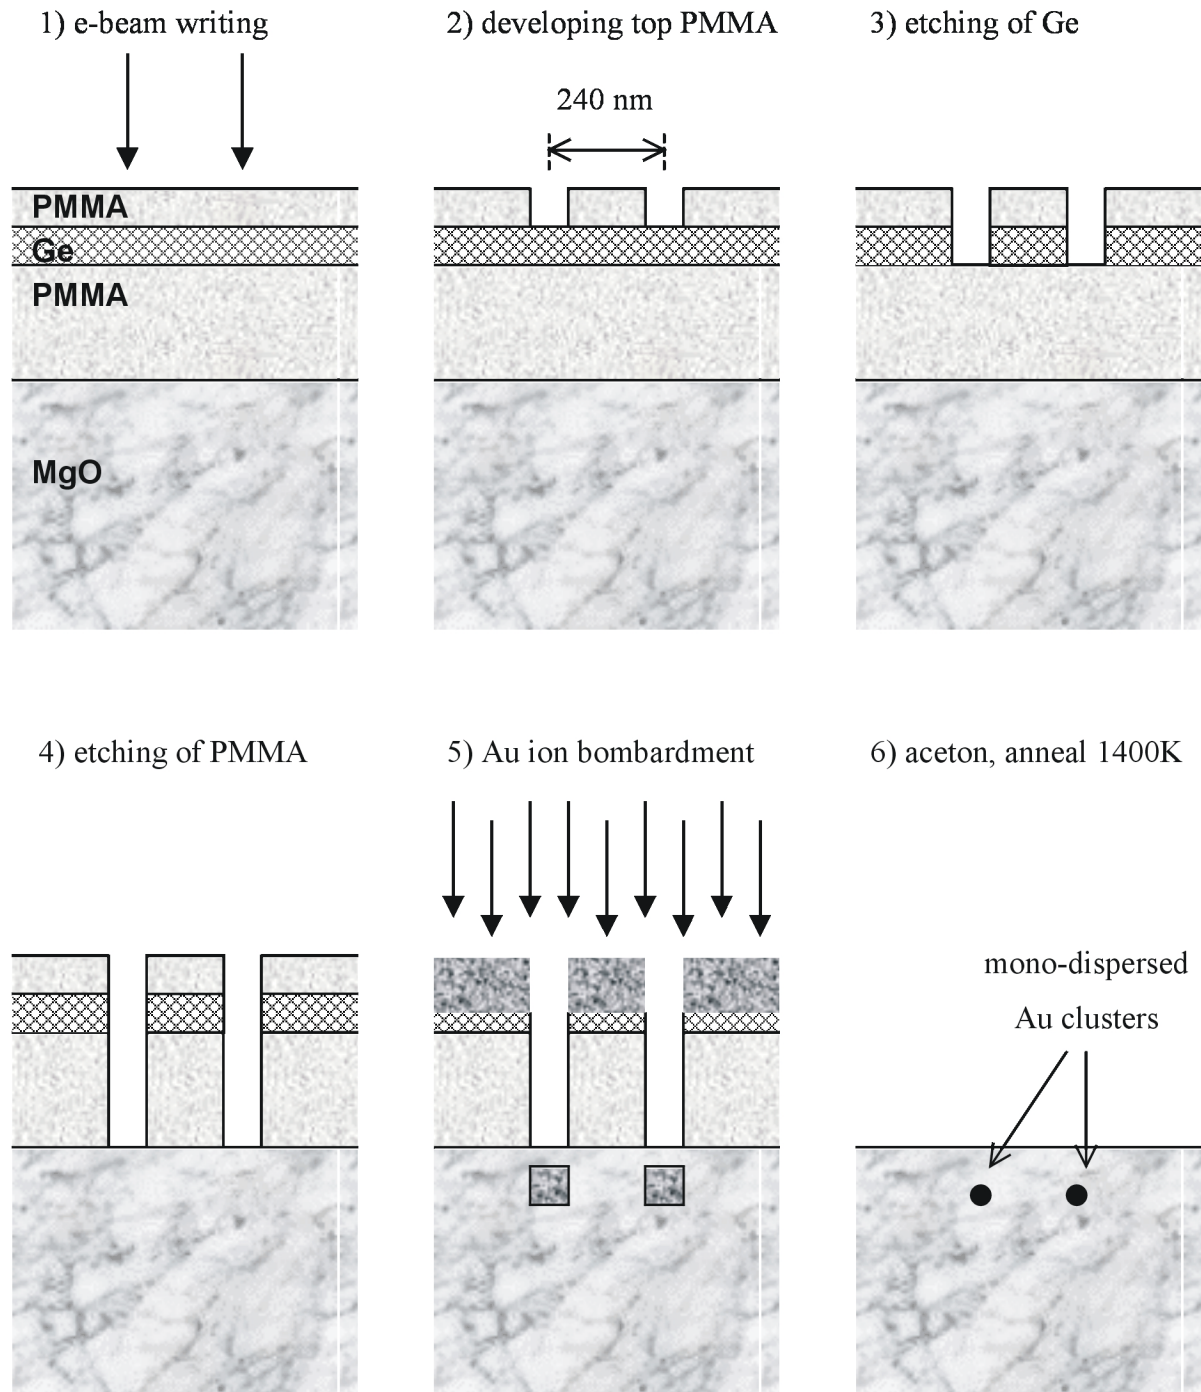 1) e-beam writing
2) developing top PMMA
3) etching of Ge
240 nm
PMMA
Ge
PMMA
MgO
4) etching of PMMA
5) Au ion bombardment
6) aceton, anneal 1400K
mono-dispersed
Au clusters